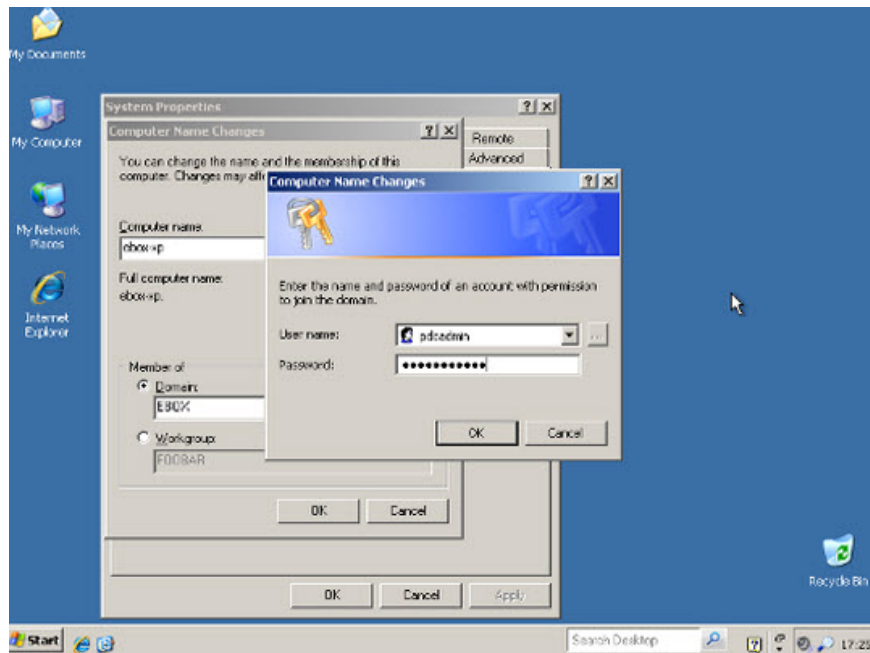 My Documents
My Computer
My Network
Places
Internet
Explorer
System Properties
Computer Name Changes
Remote
Advanced
You can change the name and the membership of this
computer. Changes may affe
Computer name:
ebox-xp
Full computer name:
ebox-xp.
Member of
Domain:
EBOX
Workgroup:
FOOBAR
OK
Cancel
Computer Name Changes
Enter the name and password of an account with permission
to join the domain.
User name:
pdcadmin
...
Password:
OK
Cancel
OK
Cancel
Apply
Recycle Bin
Start
Search Desktop
17:25